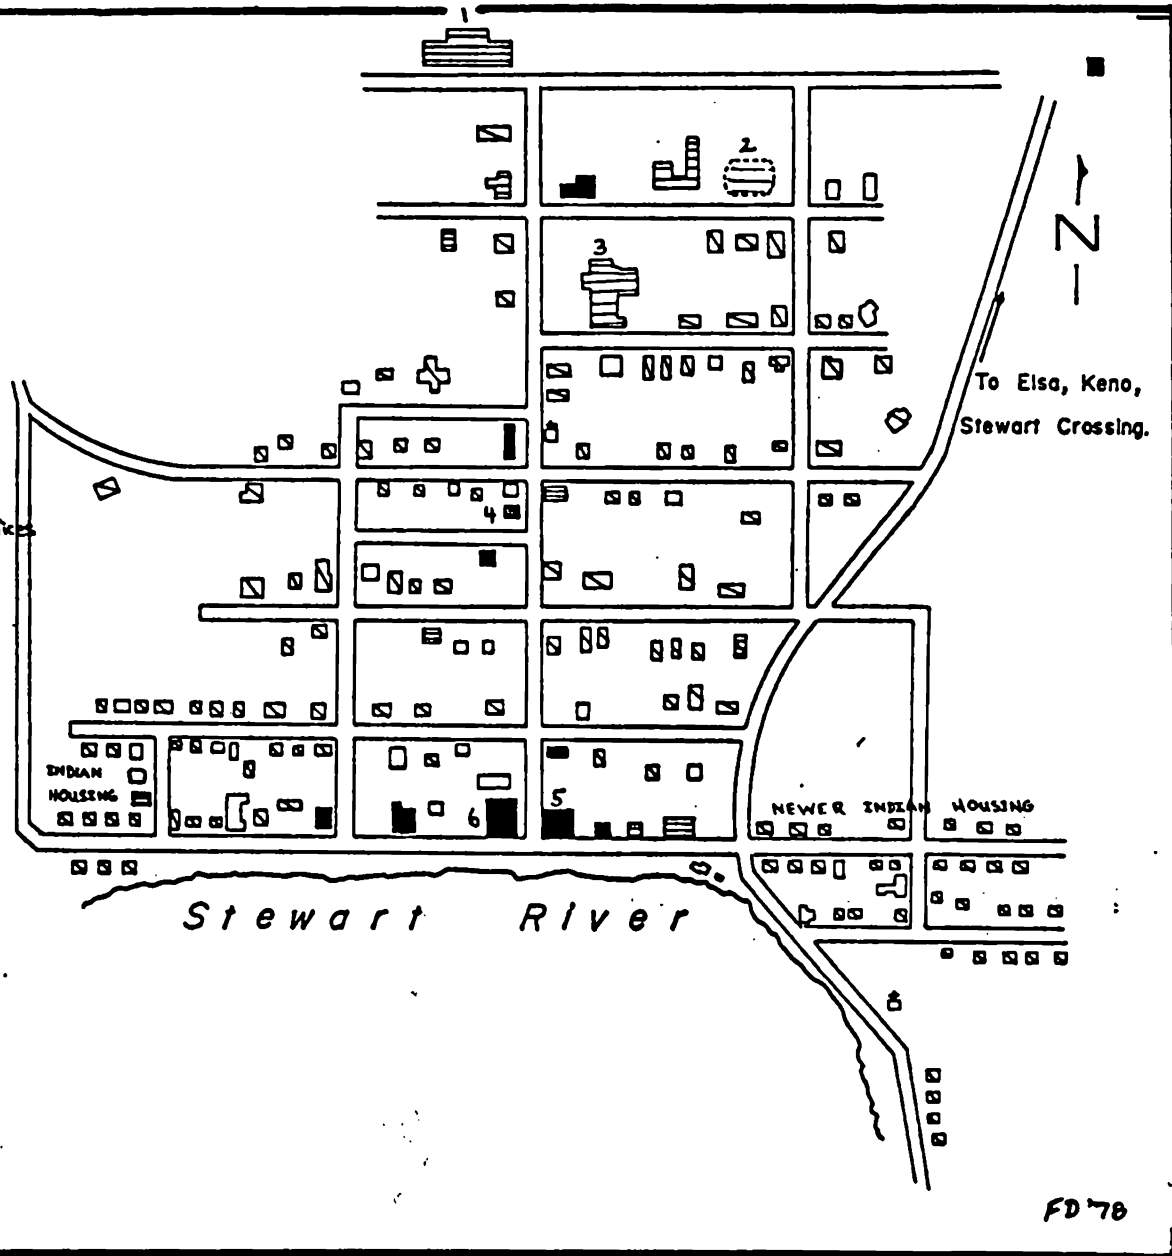 1
2
N
3
To Elsa, Keno,
Stewart Crossing.
4
INDIAN
HOUSING
5
6
NEWER INDIAN HOUSING
Stewart River
FD '78